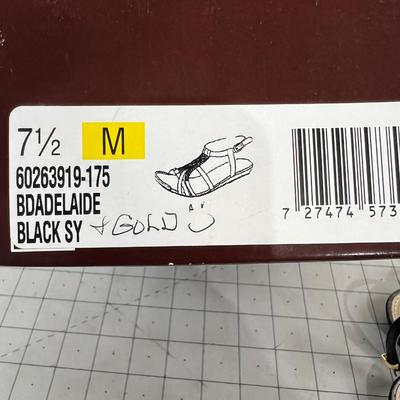 7½ M
60263919-175
BDADELAIDE
BLACK SY + GOLD
7 27474 573